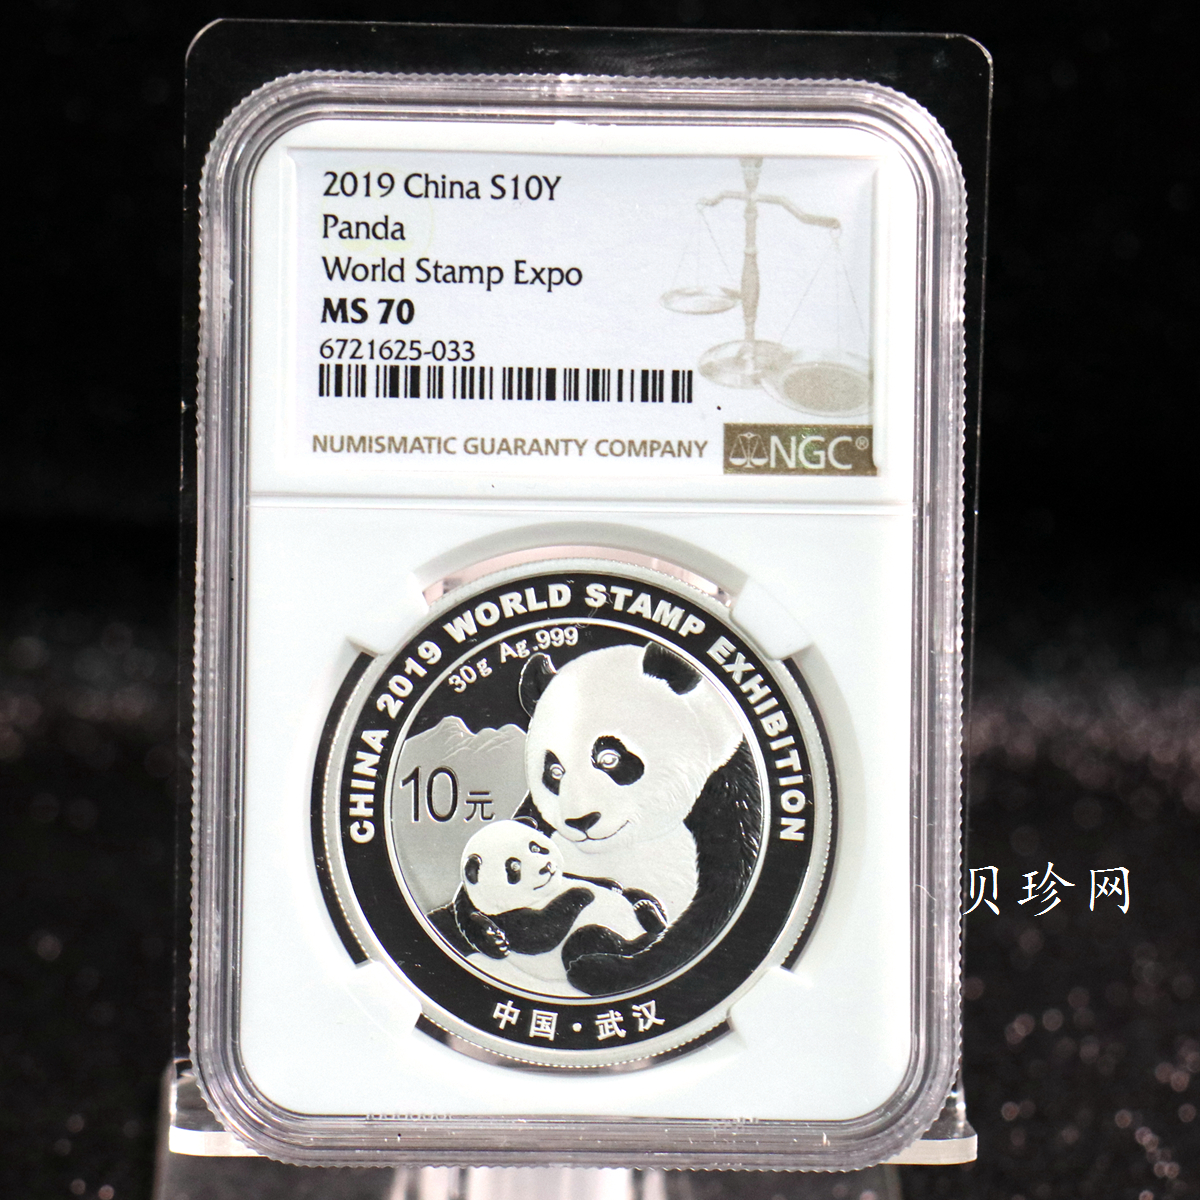 2019 China S10Y
Panda
World Stamp Expo
MS 70
6721625-033
NUMISMATIC GUARANTY COMPANY
NGC®
CHINA 2019 WORLD STAMP EXHIBITION
30g Ag.999
10元
中国·武汉
贝珍网